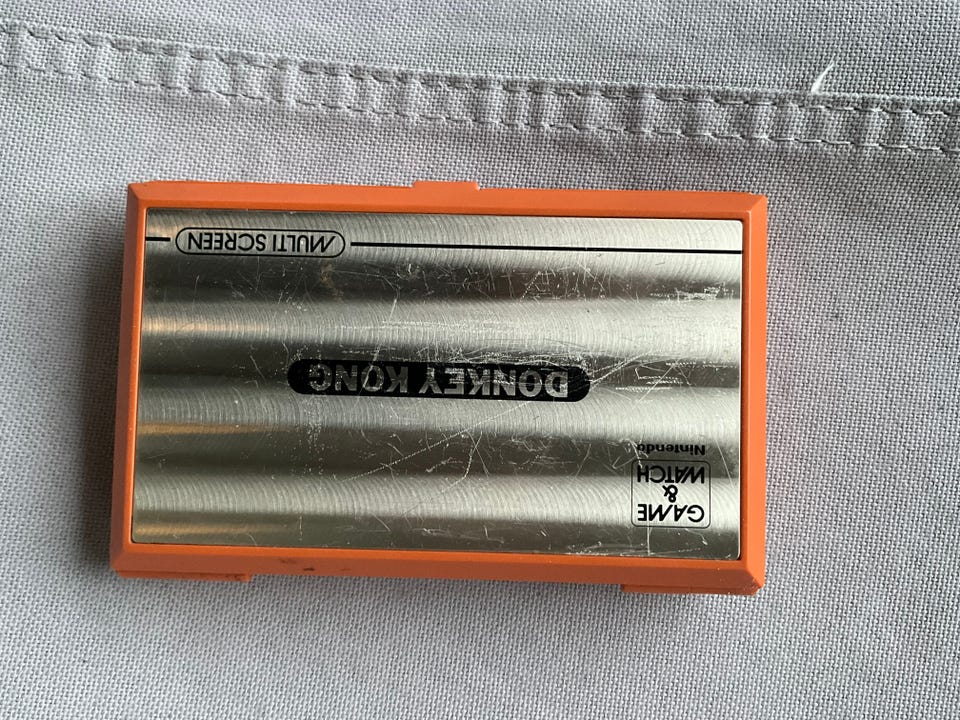 GAME
&
WATCH
Nintendo
DONKEY KONG
MULTI SCREEN